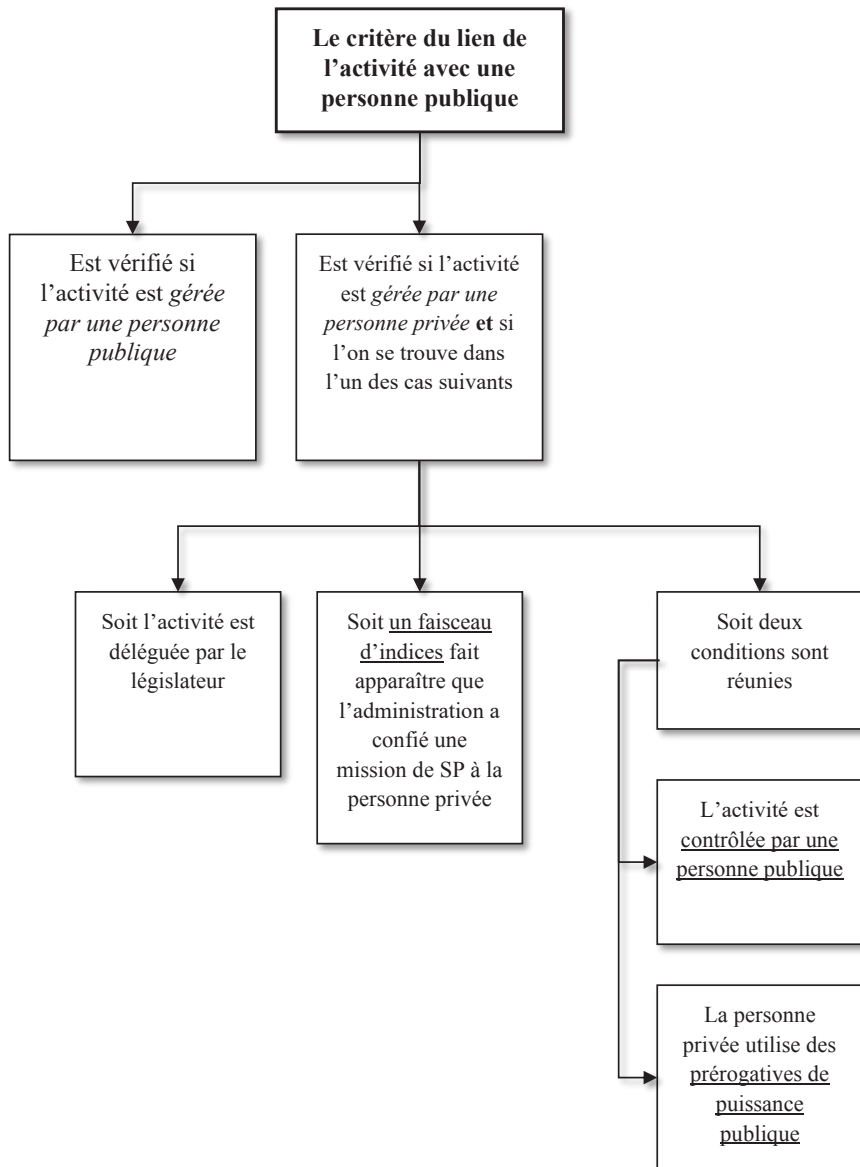 Le critère du lien de
l’activité avec une
personne publique
Est vérifié si
l’activité est gérée
par une personne
publique
Est vérifié si l’activité
est gérée par une
personne privée et si
l’on se trouve dans
l’un des cas suivants
Soit l’activité est
déléguée par le
législateur
Soit un faisceau
d’indices fait
apparaître que
l’administration a
confié une
mission de SP à la
personne privée
Soit deux
conditions sont
réunies
L’activité est
contrôlée par une
personne publique
La personne
privée utilise des
prérogatives de
puissance
publique